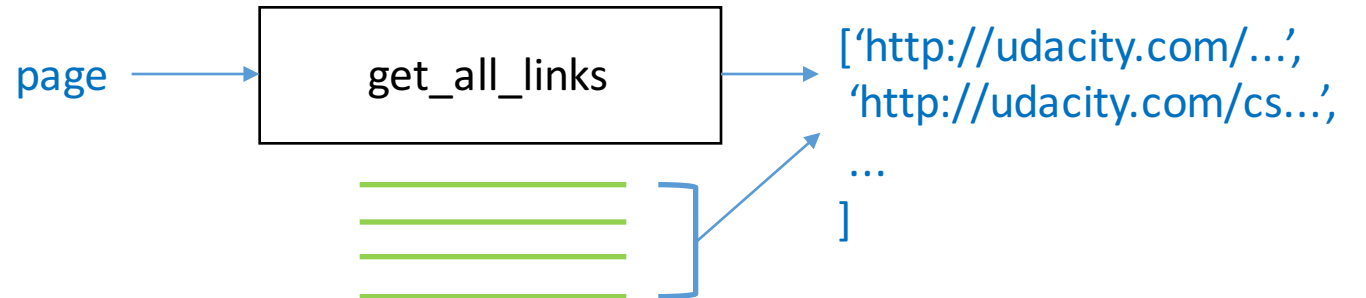 page
get_all_links
[‘http://udacity.com/...’,
‘http://udacity.com/cs...’,
...
]